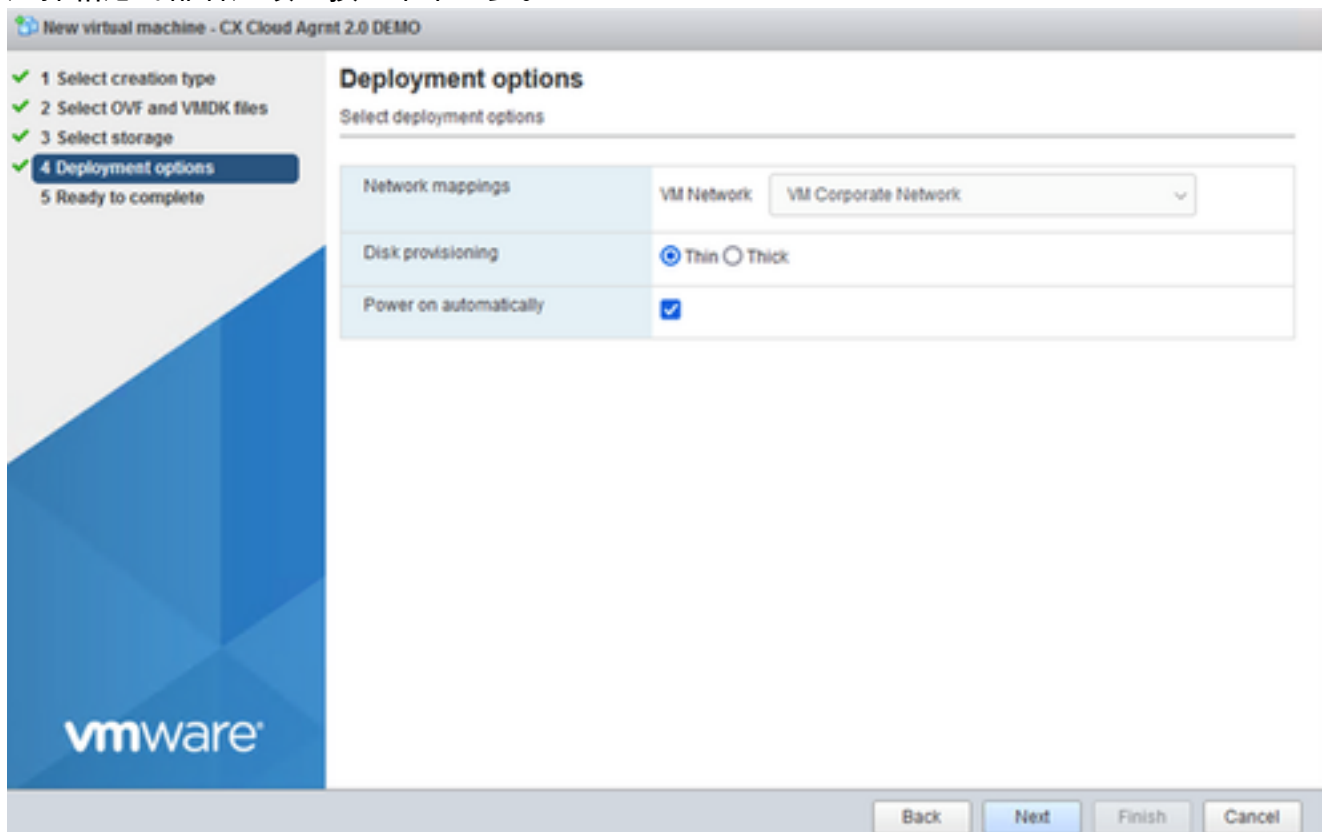 New virtual machine - CX Cloud Agrnt 2.0 DEMO
1 Select creation type
2 Select OVF and VMDK files
3 Select storage
4 Deployment options
5 Ready to complete
Deployment options
Select deployment options
Network mappings
VM Network VM Corporate Network
Disk provisioning
Thin Thick
Power on automatically
vmware
Back Next Finish Cancel